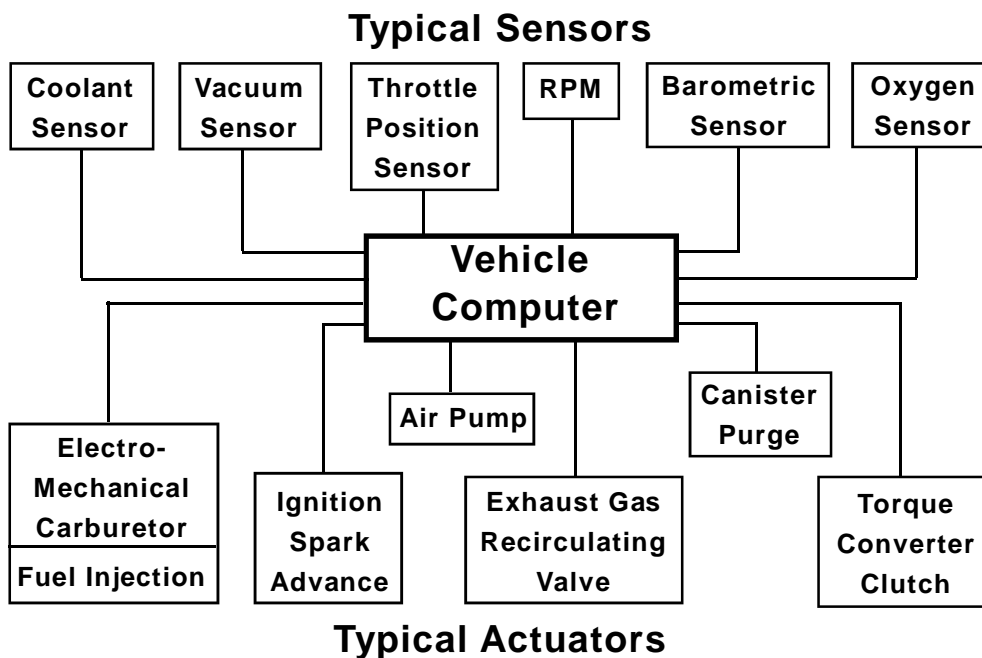 Typical Sensors
Coolant
Sensor
Vacuum
Sensor
Throttle
Position
Sensor
RPM
Barometric
Sensor
Oxygen
Sensor
Vehicle
Computer
Electro-
Mechanical
Carburetor
Fuel Injection
Ignition
Spark
Advance
Air Pump
Exhaust Gas
Recirculating
Valve
Canister
Purge
Torque
Converter
Clutch
Typical Actuators